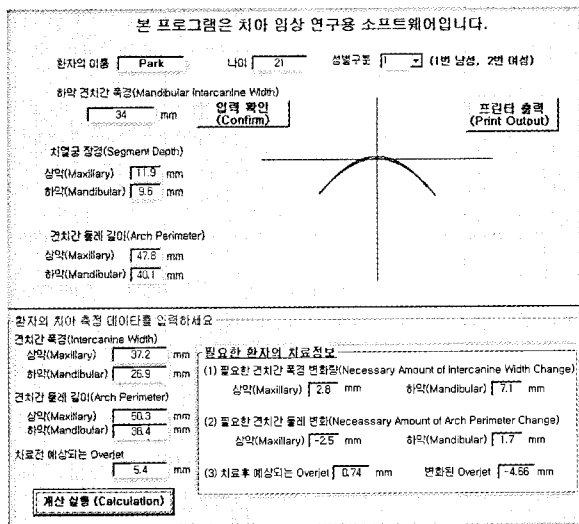 본 프로그램은 치아 임상 연구용 소프트웨어입니다.
환자의 이름 Park 나이 21 성별구분 1 (1번 남성, 2번 여성)
하악 견치간 폭경(Mandibular Intercanine Width)
34 mm
입력 확인
(Confirm)
프린터 출력
(Print Output)
치열궁 장경(Segment Depth)
상악(Maxillary) 11.9 mm
하악(Mandibular) 9.6 mm
견치간 둘레 길이(Arch Perimeter)
상악(Maxillary) 47.8 mm
하악(Mandibular) 40.1 mm
환자의 치아 측정 데이타를 입력하세요
견치간 폭경(Intercanine Width)
상악(Maxillary) 37.2 mm
하악(Mandibular) 26.9 mm
견치간 둘레 길이(Arch Perimeter)
상악(Maxillary) 50.3 mm
하악(Mandibular) 38.4 mm
치료전 예상되는 Overjet
5.4 mm
계산 실행 (Calculation)
필요한 환자의 치료정보
(1) 필요한 견치간 폭경 변화량(Necessary Amount of Intercanine Width Change)
상악(Maxillary) 2.8 mm 하악(Mandibular) 7.1 mm
(2) 필요한 견치간 둘레 변화(Neceessary Amount of Arch Perimeter Change)
상악(Maxillary) -2.5 mm 하악(Mandibular) 1.7 mm
(3) 치료후 예상되는 Overjet 0.74 mm 변화된 Overjet -4.66 mm